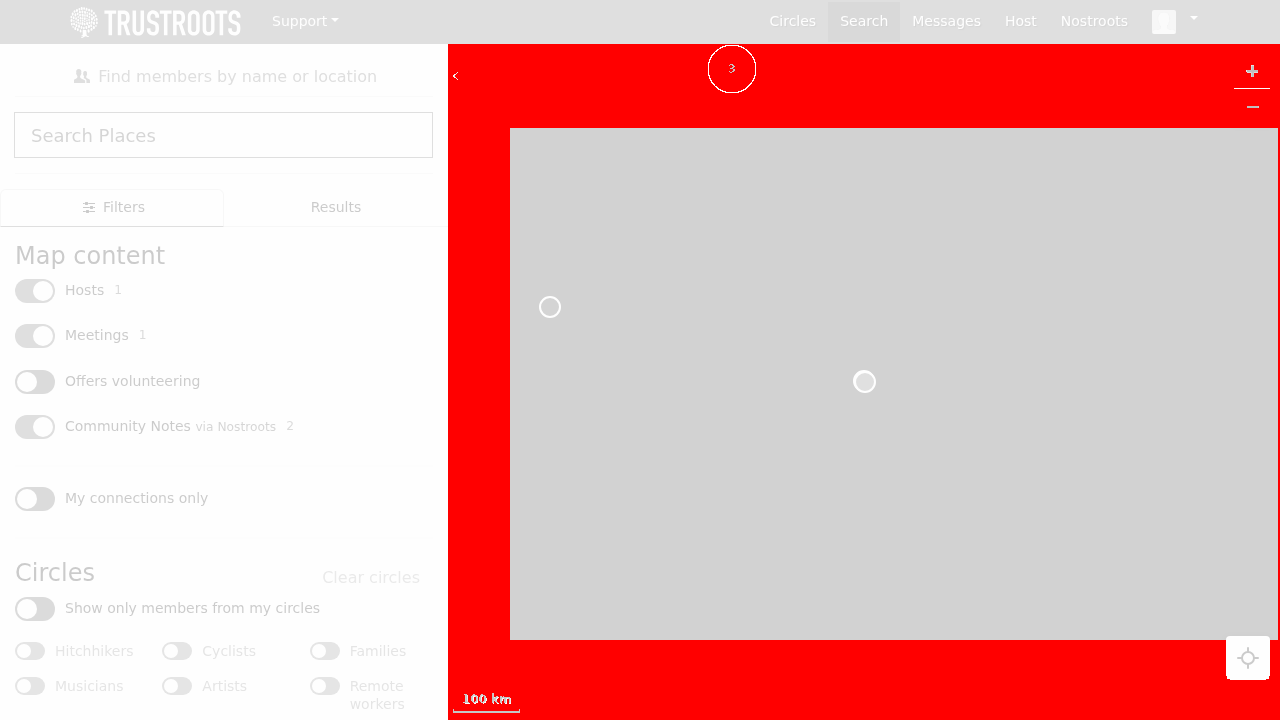 TRUSTROOTS
Support
Circles
Search
Messages
Host
Nostroots
Find members by name or location
Search Places
Filters
Results
Map content
Hosts 1
Meetings 1
Offers volunteering
Community Notes via Nostroots 2
My connections only
Circles
Clear circles
Show only members from my circles
Hitchhikers
Cyclists
Families
Musicians
Artists
Remote
workers
<
3
+
−
100 km